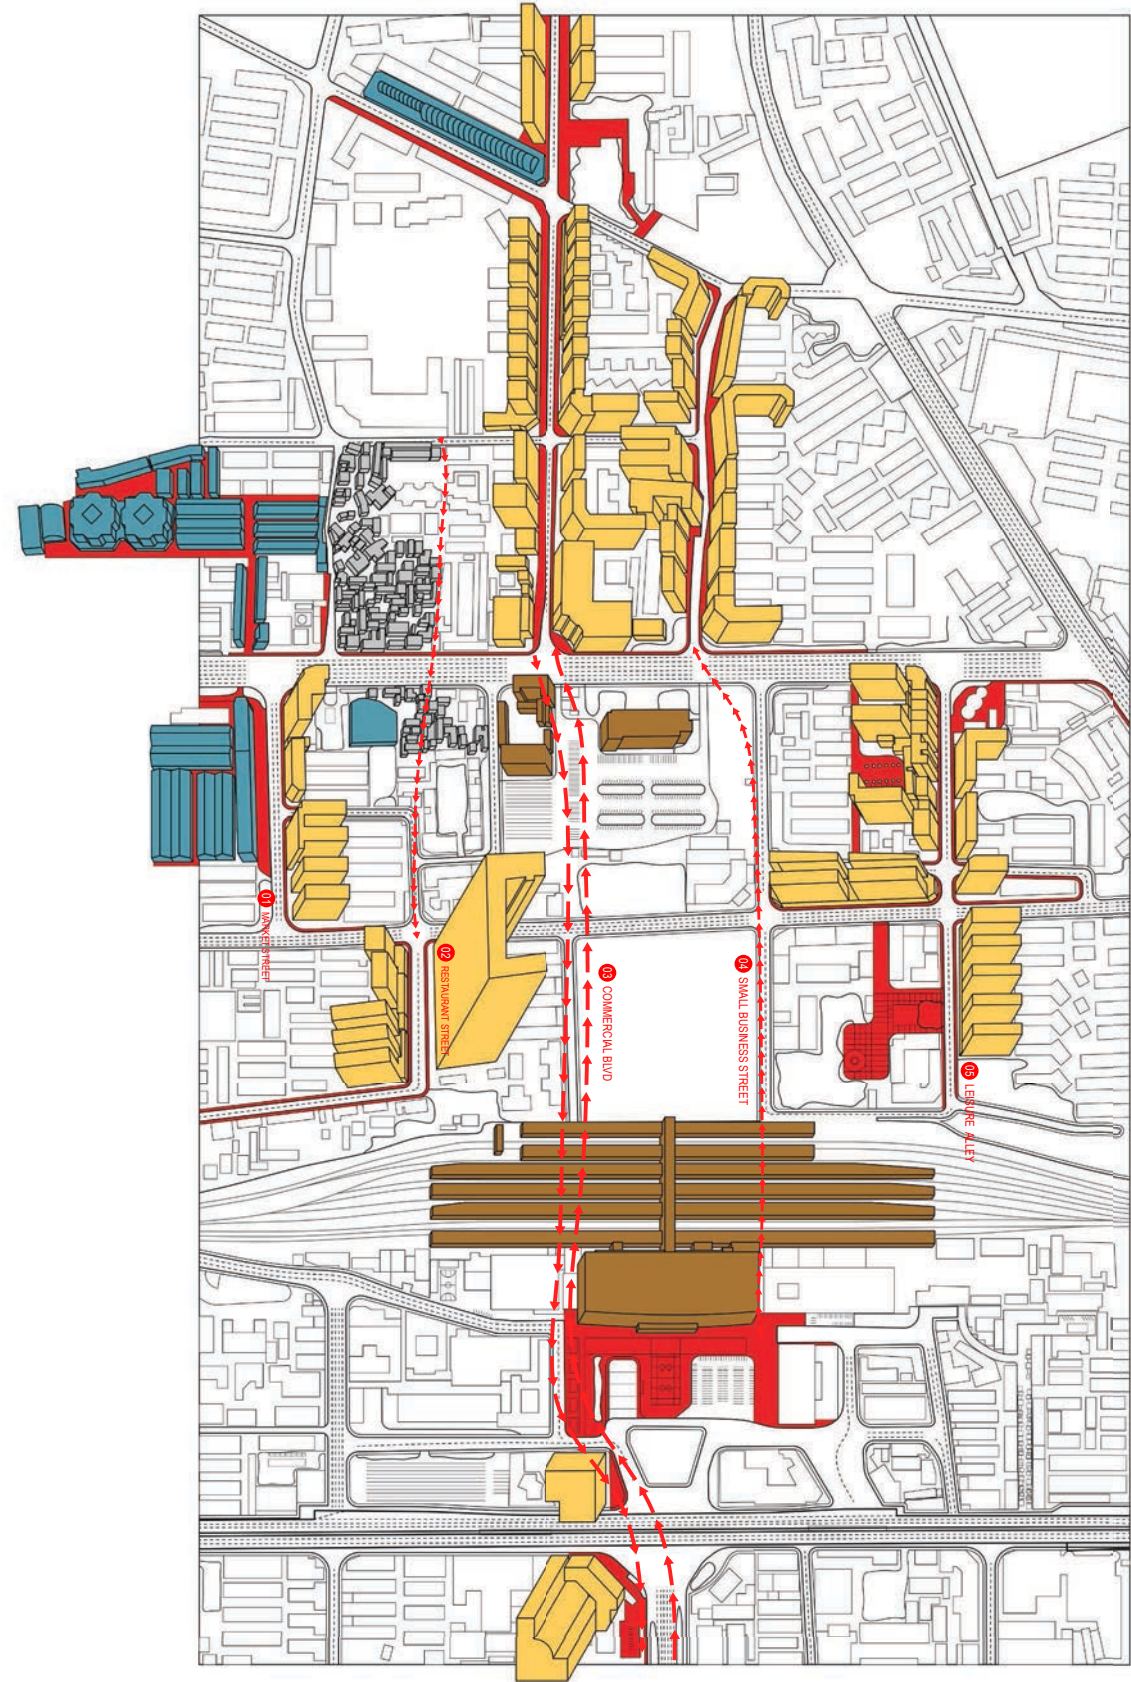 01 MARKET STREET
02 RESTAURANT STREET
03 COMMERCIAL BLVD
04 SMALL BUSINESS STREET
05 LEISURE ALLEY